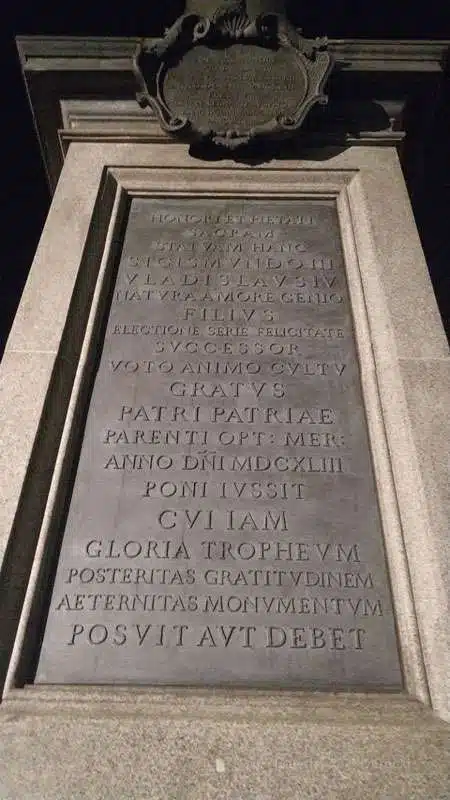 HONORI ET PIETATI
SACRAM
STATVAM HANC
SIGISMVNDO III
VLADISLAVS IV
NATVRA AMORE GENIO
FILIVS
ELECTIONE SERIE FELICITATE
SVCCESSOR
VOTO ANIMO CVLTV
GRATVS
PATRI PATRIAE
PARENTI OPT: MER:
ANNO DÑI MDCXLIII
PONI IVSSIT
CVI IAM
GLORIA TROPHEVM
POSTERITAS GRATITVDINEM
AETERNITAS MONVMENTVM
POSVIT AVT DEBET